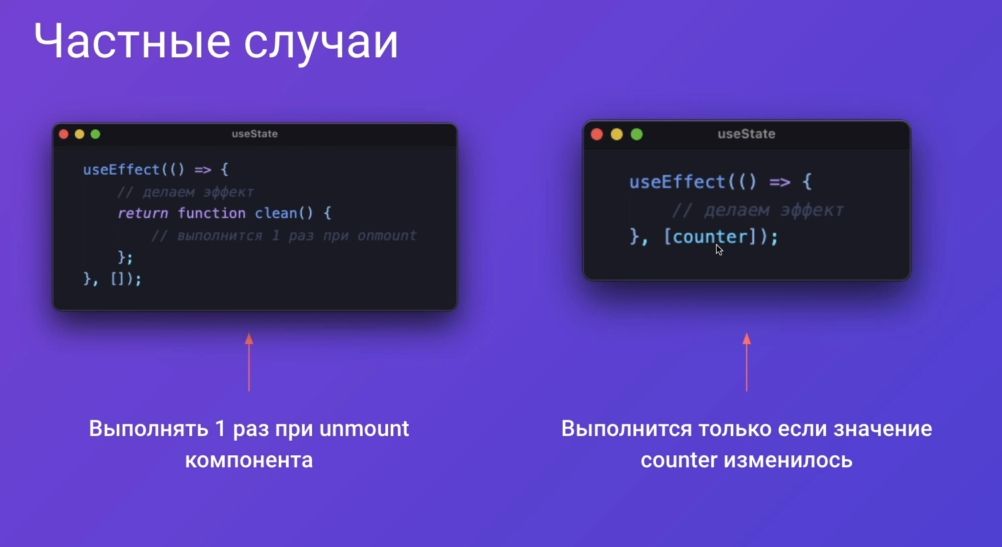 Частные случаи
useState
useEffect(() => {
// делаем эффект
return function clean() {
// выполнится 1 раз при onmount
};
}, []);
Выполнять 1 раз при unmount
компонента
useState
useEffect(() => {
// делаем эффект
}, [counter]);
Выполнится только если значение
counter изменилось